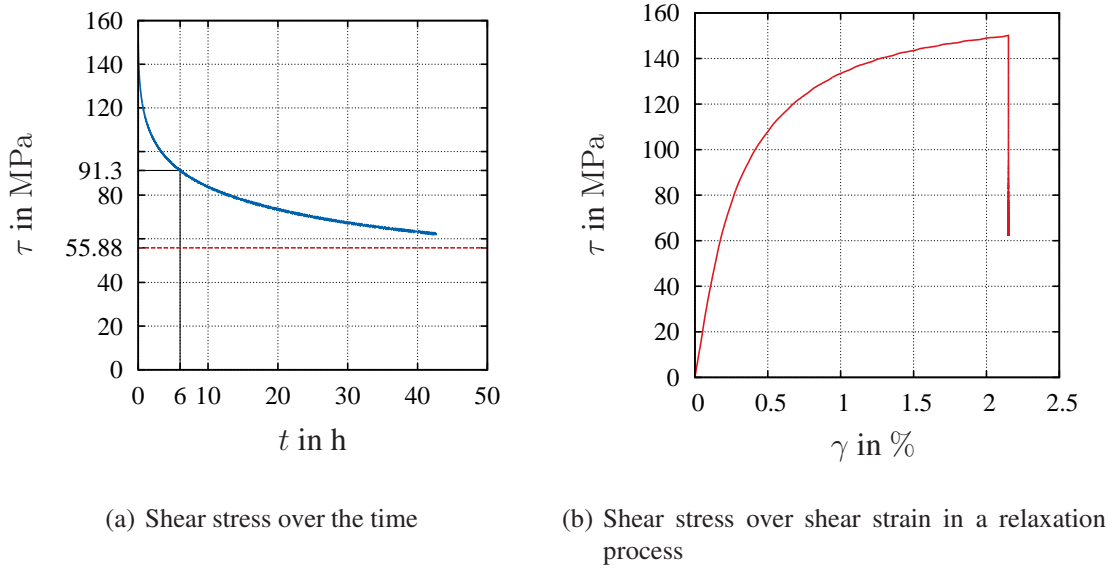 160
140
120
91.3
80
55.88
40
20
0
0 6 10 20 30 40 50
τ in MPa
t in h
160
140
120
100
80
60
40
20
0
0 0.5 1 1.5 2 2.5
τ in MPa
γ in %
(a) Shear stress over the time
(b) Shear stress over shear strain in a relaxation
process